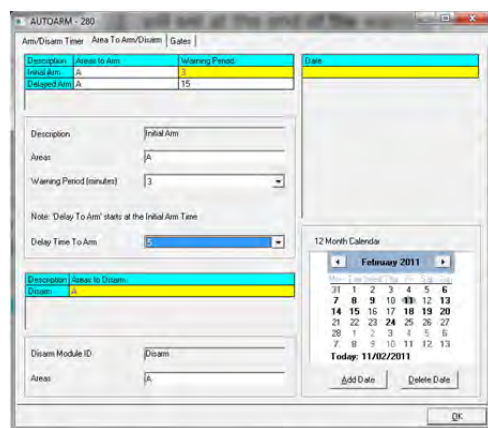 AUTOARM - 280
Arm/Disarm Timer Area To Arm/Disarm Gates
Description Areas to Arm Warning Period
Initial Arm A 3
Delayed Arm A 15
Date
Description Initial Arm
Areas A
Warning Period (minutes) 3
Note: 'Delay To Arm' starts at the Initial Arm Time
Delay Time To Arm 5
Description Areas to Disarm
Disarm A
Disarm Module ID Disarm
Areas A
12 Month Calendar
February 2011
31 1 2 3 4 5 6
7 8 9 10 11 12 13
14 15 16 17 18 19 20
21 22 23 24 25 26 27
28 1 2 3 4 5 6
7 8 9 10 11 12 13
Today: 11/02/2011
Add Date Delete Date
OK